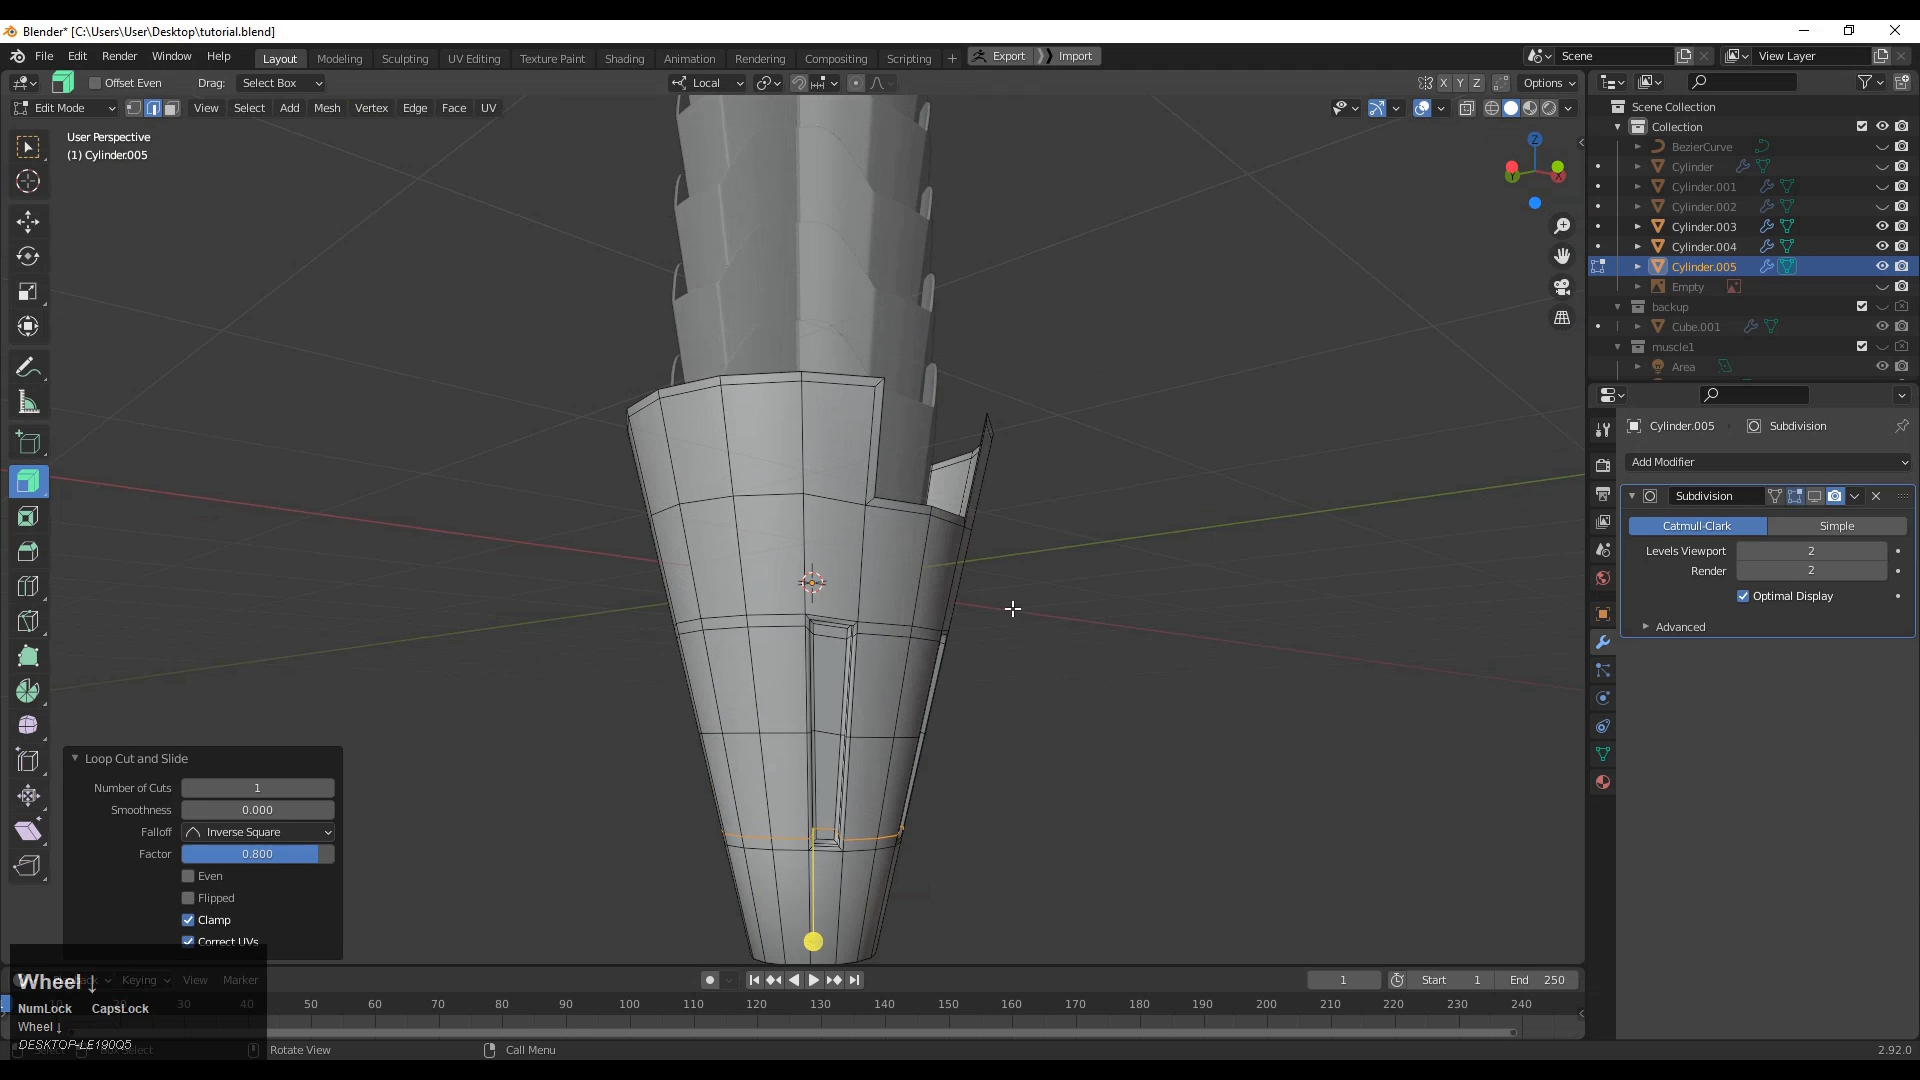 Blender* [C:\Users\User\Desktop\tutorial.blend]
File Edit Render Window Help Layout Modeling Sculpting UV Editing Texture Paint Shading Animation Rendering Compositing Scripting + Export Import Scene View Layer
Offset Even Drag: Select Box Local X Y Z Options
Edit Mode View Select Add Mesh Vertex Edge Face UV
User Perspective
(1) Cylinder.005
Z
Y
X
Scene Collection
Collection
BezierCurve
Cylinder
Cylinder.001
Cylinder.002
Cylinder.003
Cylinder.004
Cylinder.005
Empty
backup
Cube.001
muscle1
Area
Cylinder.005 Subdivision
Add Modifier
Subdivision
Catmull-Clark Simple
Levels Viewport 2
Render 2
Optimal Display
Advanced
Loop Cut and Slide
Number of Cuts 1
Smoothness 0.000
Falloff Inverse Square
Factor 0.800
Even
Flipped
Clamp
Correct UVs
Keying View Marker 1 Start 1 End 250
Wheel ↓
50 60 70 80 90 100 110 120 130 140 150 160 170 180 190 200 210 220 230 240
NumLock CapsLock
Wheel ↓
DESKTOP-LE190Q5
Rotate View Call Menu 2.92.0